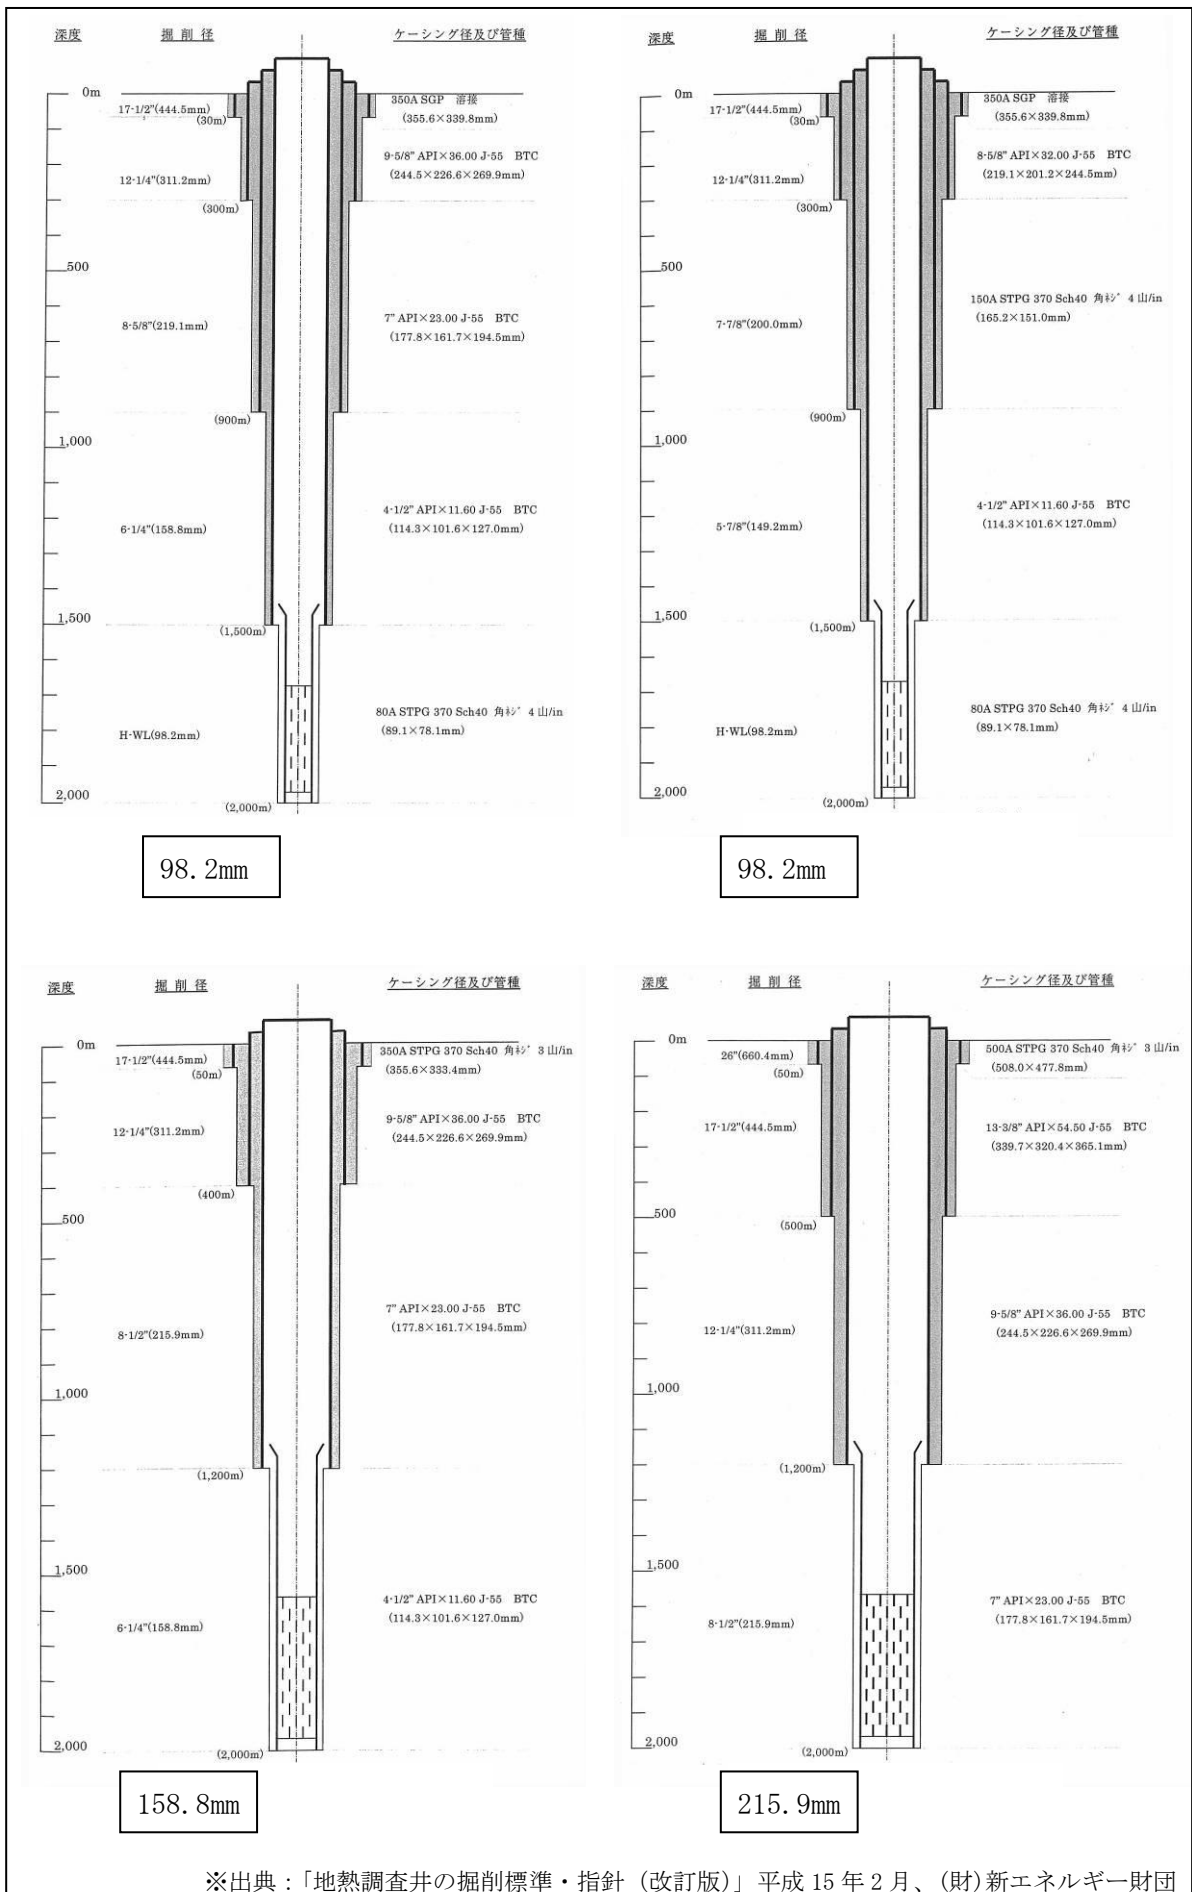 深度 掘削径 ケーシング径及び管種
0m
17-1/2"(444.5mm)
(30m)
350A SGP 溶接
(355.6×339.8mm)
9-5/8" API×36.00 J-55 BTC
(244.5×226.6×269.9mm)
12-1/4"(311.2mm)
(300m)
500
8-5/8"(219.1mm)
7" API×23.00 J-55 BTC
(177.8×161.7×194.5mm)
(900m)
1,000
6-1/4"(158.8mm)
4-1/2" API×11.60 J-55 BTC
(114.3×101.6×127.0mm)
1,500
(1,500m)
80A STPG 370 Sch40 角ネジ 4山/in
(89.1×78.1mm)
H-WL(98.2mm)
2,000
(2,000m)
98.2mm
深度 掘削径 ケーシング径及び管種
0m
17-1/2"(444.5mm)
(30m)
350A SGP 溶接
(355.6×339.8mm)
8-5/8" API×32.00 J-55 BTC
(219.1×201.2×244.5mm)
12-1/4"(311.2mm)
(300m)
500
7-7/8"(200.0mm)
150A STPG 370 Sch40 角ネジ 4山/in
(165.2×151.0mm)
(900m)
1,000
5-7/8"(149.2mm)
4-1/2" API×11.60 J-55 BTC
(114.3×101.6×127.0mm)
1,500
(1,500m)
80A STPG 370 Sch40 角ネジ 4山/in
(89.1×78.1mm)
H-WL(98.2mm)
2,000
(2,000m)
98.2mm
深度 掘削径 ケーシング径及び管種
0m
17-1/2"(444.5mm)
(50m)
350A STPG 370 Sch40 角ネジ 3山/in
(355.6×333.4mm)
12-1/4"(311.2mm)
9-5/8" API×36.00 J-55 BTC
(244.5×226.6×269.9mm)
(400m)
500
8-1/2"(215.9mm)
7" API×23.00 J-55 BTC
(177.8×161.7×194.5mm)
1,000
(1,200m)
1,500
6-1/4"(158.8mm)
4-1/2" API×11.60 J-55 BTC
(114.3×101.6×127.0mm)
2,000
(2,000m)
158.8mm
深度 掘削径 ケーシング径及び管種
0m
26"(660.4mm)
(50m)
500A STPG 370 Sch40 角ネジ 3山/in
(508.0×477.8mm)
17-1/2"(444.5mm)
13-3/8" API×54.50 J-55 BTC
(339.7×320.4×365.1mm)
500
(500m)
12-1/4"(311.2mm)
9-5/8" API×36.00 J-55 BTC
(244.5×226.6×269.9mm)
1,000
(1,200m)
1,500
8-1/2"(215.9mm)
7" API×23.00 J-55 BTC
(177.8×161.7×194.5mm)
2,000
(2,000m)
215.9mm
※出典：「地熱調査井の掘削標準・指針（改訂版）」平成15年2月、(財)新エネルギー財団